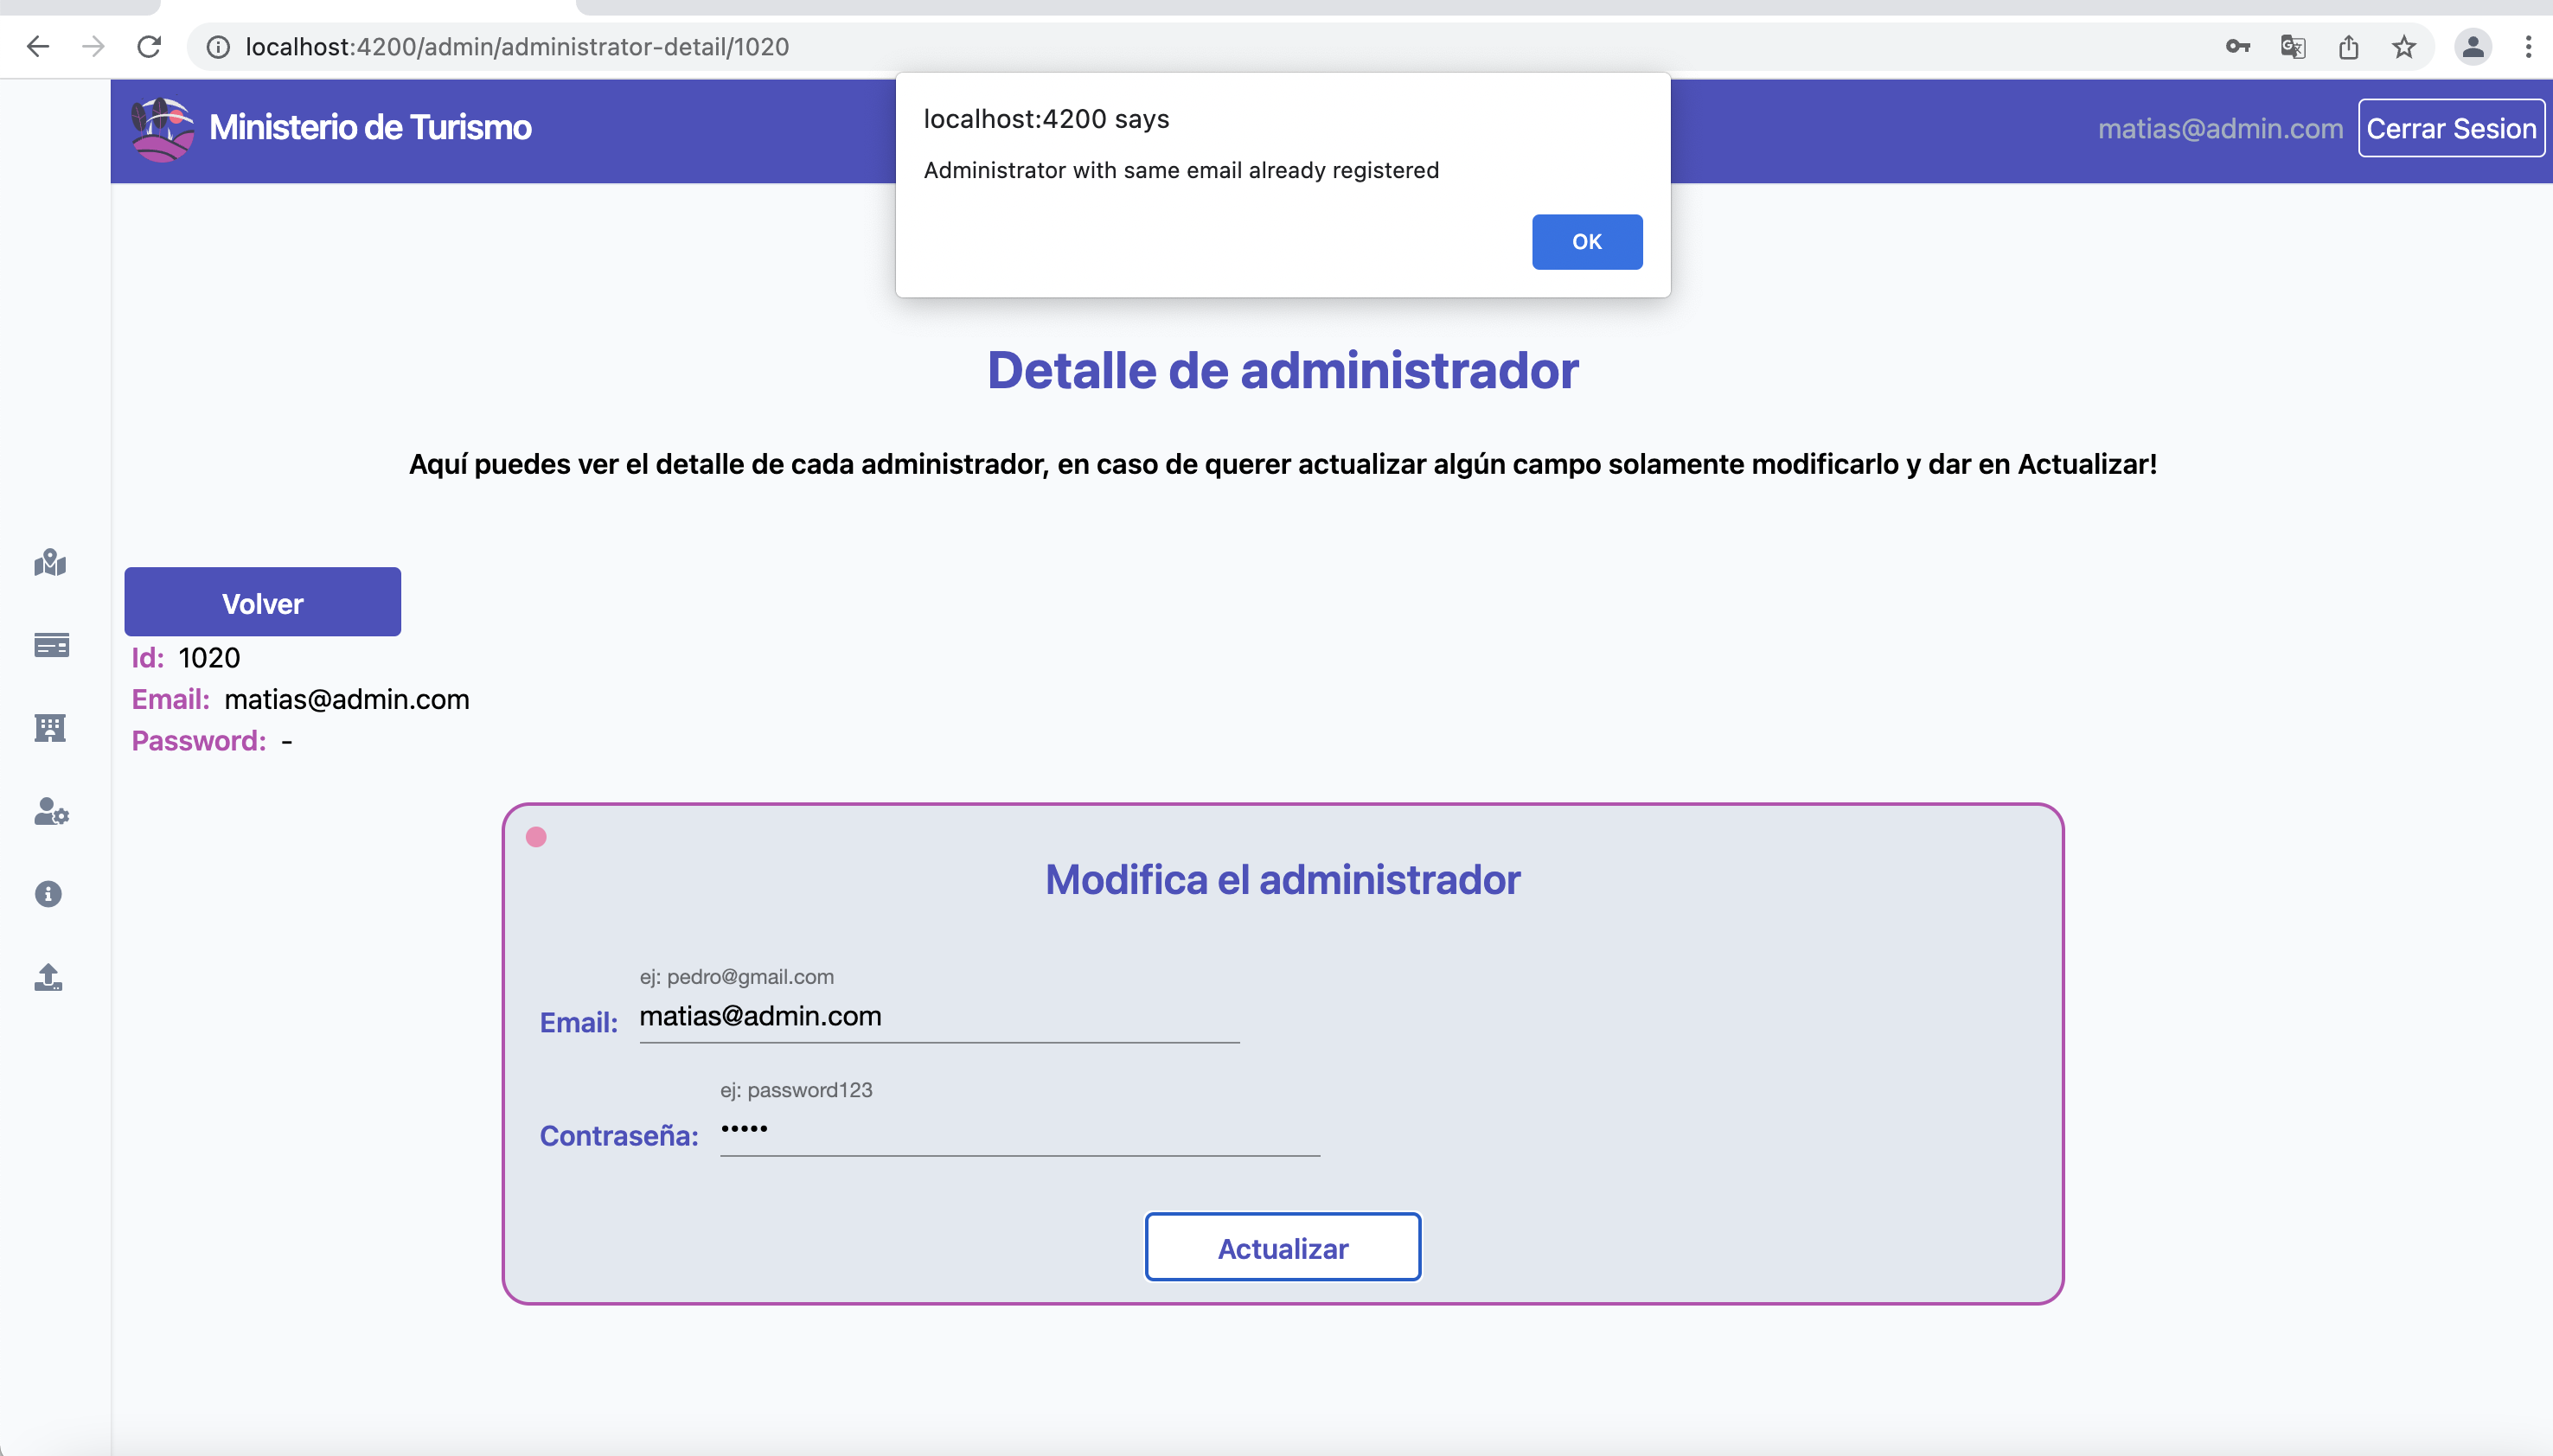 localhost:4200/admin/administrator-detail/1020
Ministerio de Turismo
matias@admin.com
Cerrar Sesion
localhost:4200 says
Administrator with same email already registered
OK
Detalle de administrador
Aquí puedes ver el detalle de cada administrador, en caso de querer actualizar algún campo solamente modificarlo y dar en Actualizar!
Volver
Id: 1020
Email: matias@admin.com
Password: -
Modifica el administrador
ej: pedro@gmail.com
Email: matias@admin.com
ej: password123
Contraseña: •••••
Actualizar